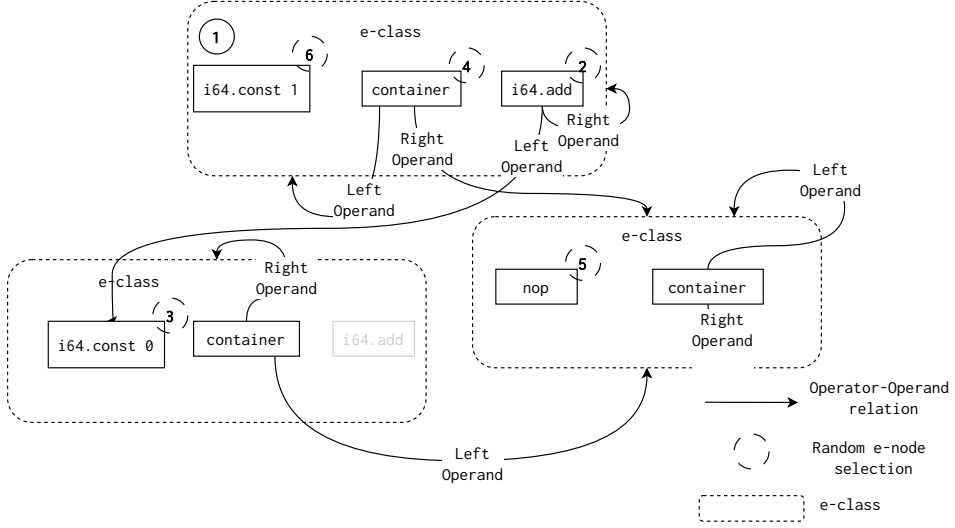 1
e-class
6
4
2
i64.const 1
container
i64.add
Right
Operand
Right
Operand
Left
Operand
Left
Operand
Left
Operand
e-class
5
nop
container
Right
Operand
e-class
Right
Operand
3
i64.const 0
container
i64.add
Left
Operand
Operator-Operand
relation
Random e-node
selection
e-class